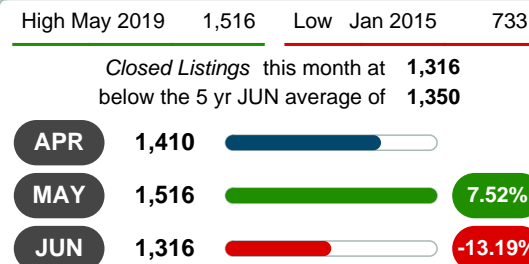 High May 2019 1,516 Low Jan 2015 733
Closed Listings this month at 1,316
below the 5 yr JUN average of 1,350
APR 1,410
MAY 1,516 7.52%
JUN 1,316 -13.19%